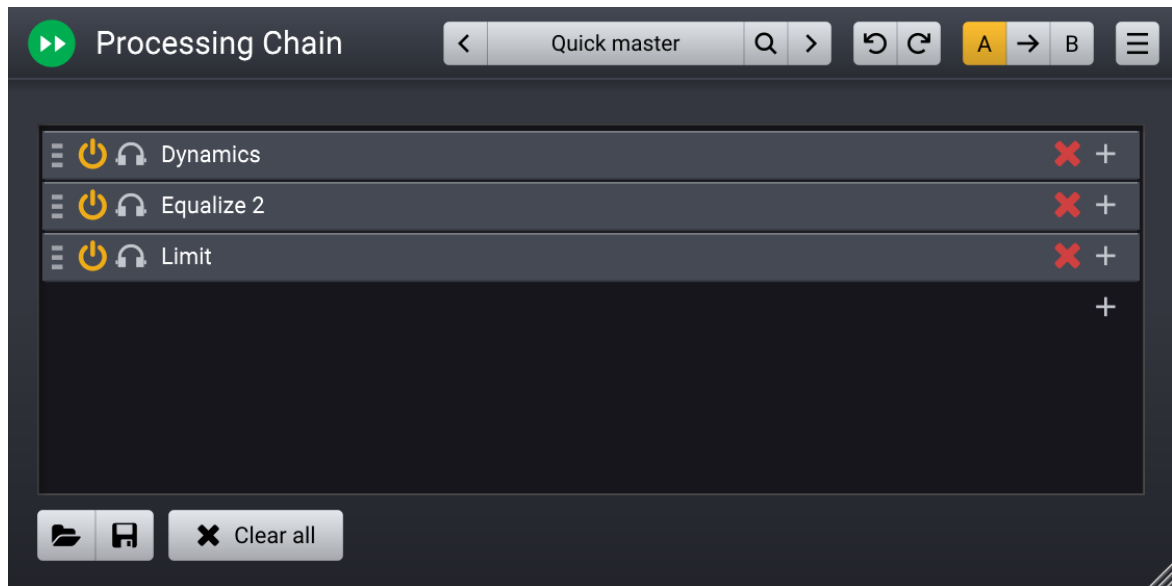 Processing Chain
Quick master
A
B
Dynamics
Equalize 2
Limit
Clear all